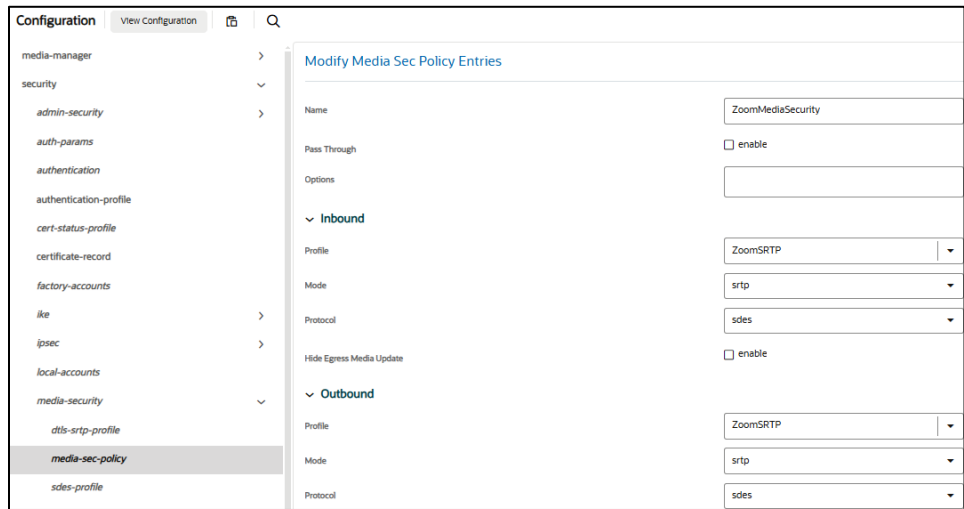 Configuration View Configuration
media-manager
security
admin-security
auth-params
authentication
authentication-profile
cert-status-profile
certificate-record
factory-accounts
ike
ipsec
local-accounts
media-security
dtls-srtp-profile
media-sec-policy
sdes-profile
Modify Media Sec Policy Entries
Name ZoomMediaSecurity
Pass Through enable
Options
Inbound
Profile ZoomSRTP
Mode srtp
Protocol sdes
Hide Egress Media Update enable
Outbound
Profile ZoomSRTP
Mode srtp
Protocol sdes